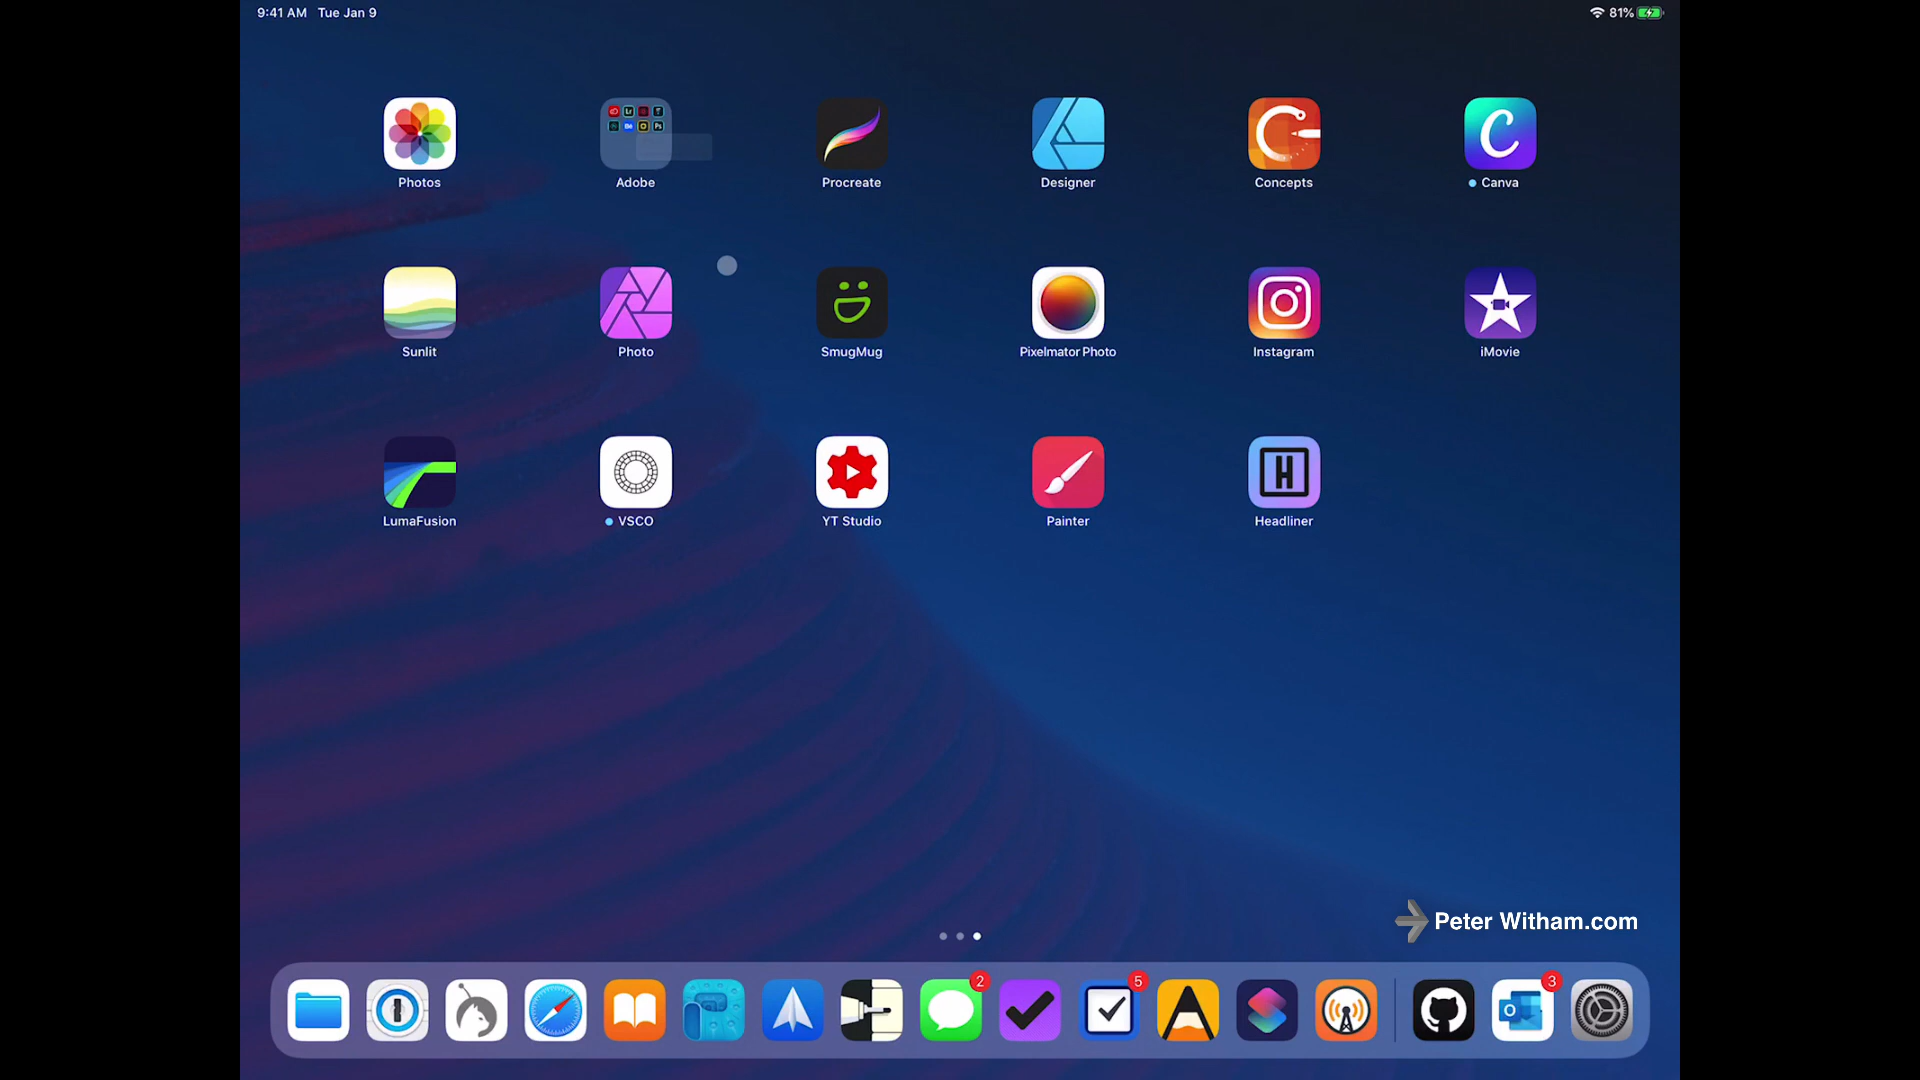 9:41 AM Tue Jan 9
81%
Photos
Adobe
Procreate
Designer
Concepts
Canva
Sunlit
Photo
SmugMug
Pixelmator Photo
Instagram
iMovie
LumaFusion
VSCO
YT Studio
Painter
H
Headliner
Peter Witham.com
2
5
3